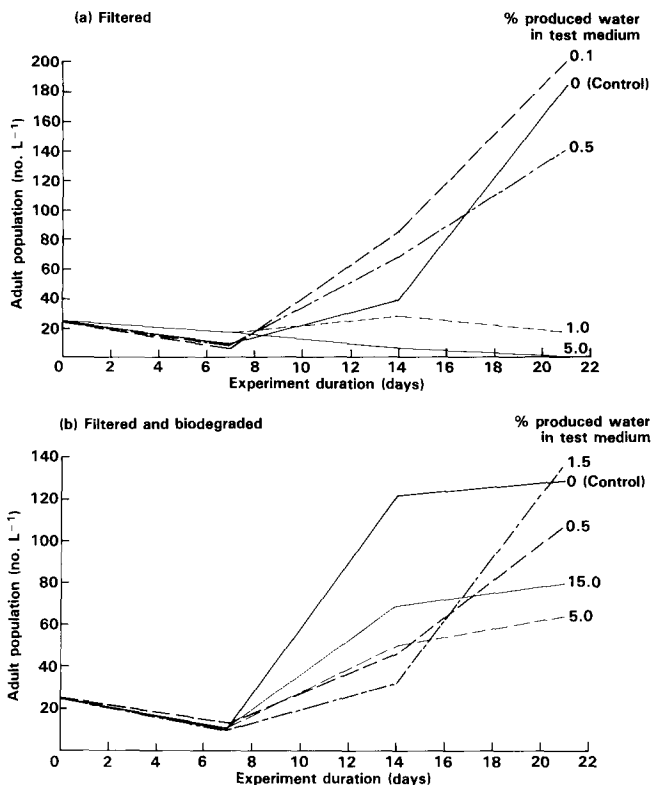 (a) Filtered
% produced water
in test medium
200
180
160
140
120
100
80
60
40
20
Adult population (no. L⁻¹)
0.1
0 (Control)
0.5
1.0
5.0
0 2 4 6 8 10 12 14 16 18 20 22
Experiment duration (days)
(b) Filtered and biodegraded
% produced water
in test medium
140
120
100
80
60
40
20
Adult population (no. L⁻¹)
1.5
0 (Control)
0.5
15.0
5.0
0 2 4 6 8 10 12 14 16 18 20 22
Experiment duration (days)